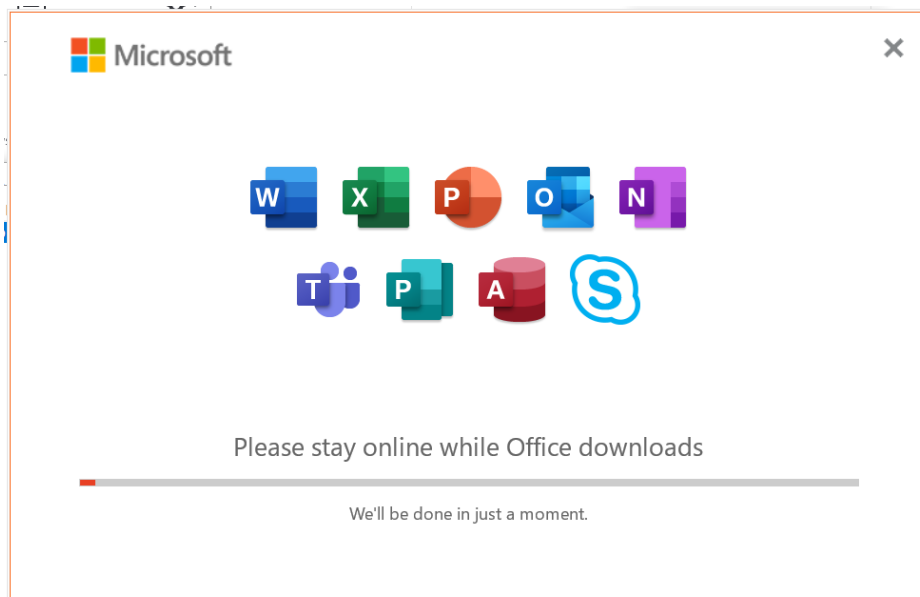 Microsoft
W X P O N
T P A S
Please stay online while Office downloads
We'll be done in just a moment.